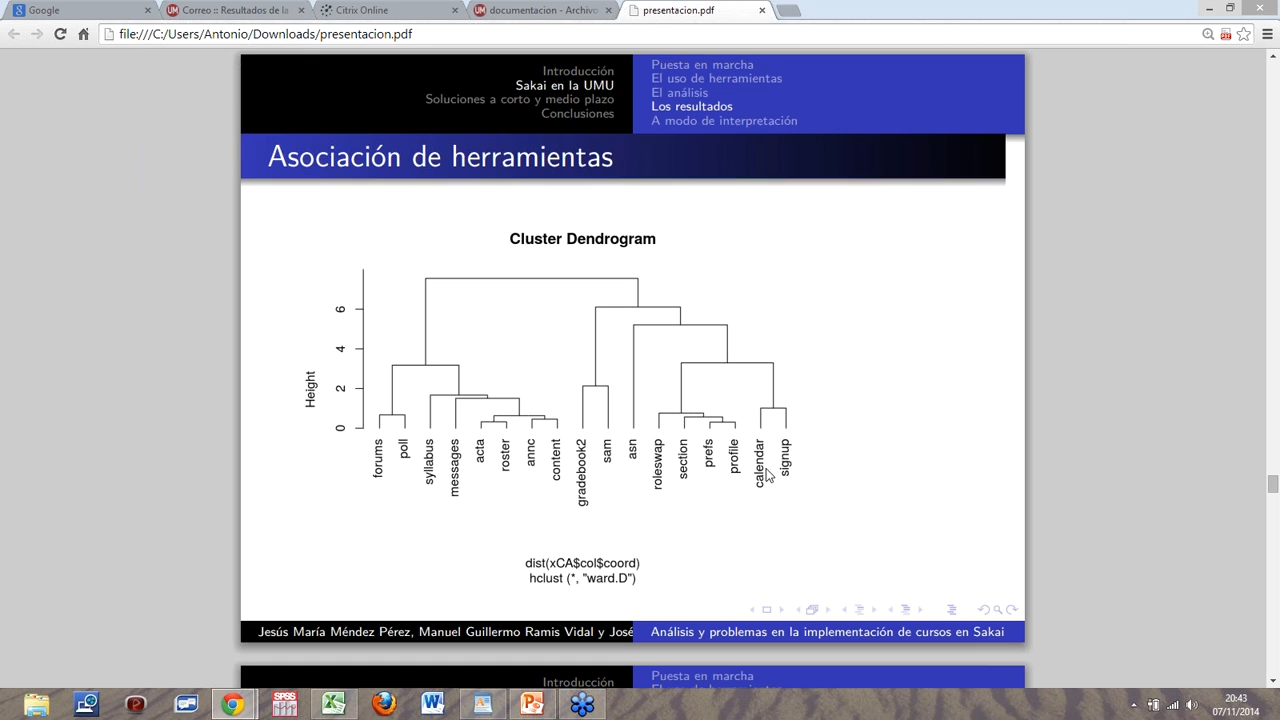 Google
Correo :: Resultados de la
Citrix Online
documentacion - Archivo
presentacion.pdf
file:///C:/Users/Antonio/Downloads/presentacion.pdf
Introducción
Sakai en la UMU
Soluciones a corto y medio plazo
Conclusiones
Puesta en marcha
El uso de herramientas
El análisis
Los resultados
A modo de interpretación
Asociación de herramientas
Cluster Dendrogram
Height
6
4
2
0
forums
poll
syllabus
messages
acta
roster
annc
content
gradebook2
sam
asn
roleswap
section
prefs
profile
calendar
signup
dist(xCA$col$coord)
hclust (*, "ward.D")
Jesús María Méndez Pérez, Manuel Guillermo Ramis Vidal y José
Análisis y problemas en la implementación de cursos en Sakai
Introducción
Puesta en marcha
SPSS
20:43
07/11/2014